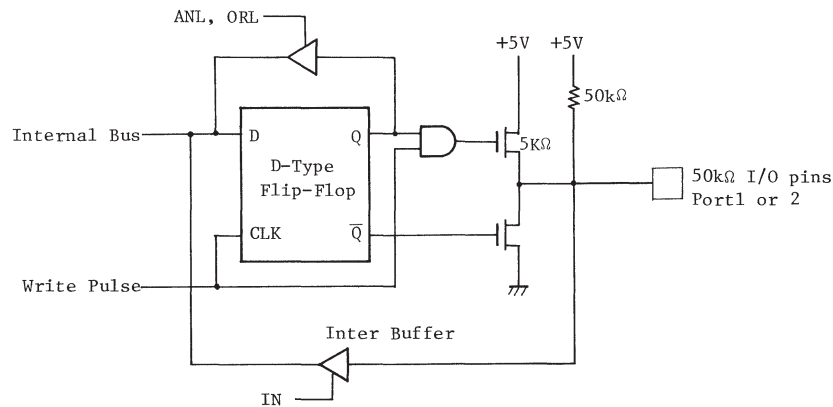 ANL, ORL
+5V +5V
50kΩ
Internal Bus
D Q
D-Type
Flip-Flop
5KΩ
50kΩ I/O pins
Port1 or 2
CLK Q̅
Write Pulse
Inter Buffer
IN